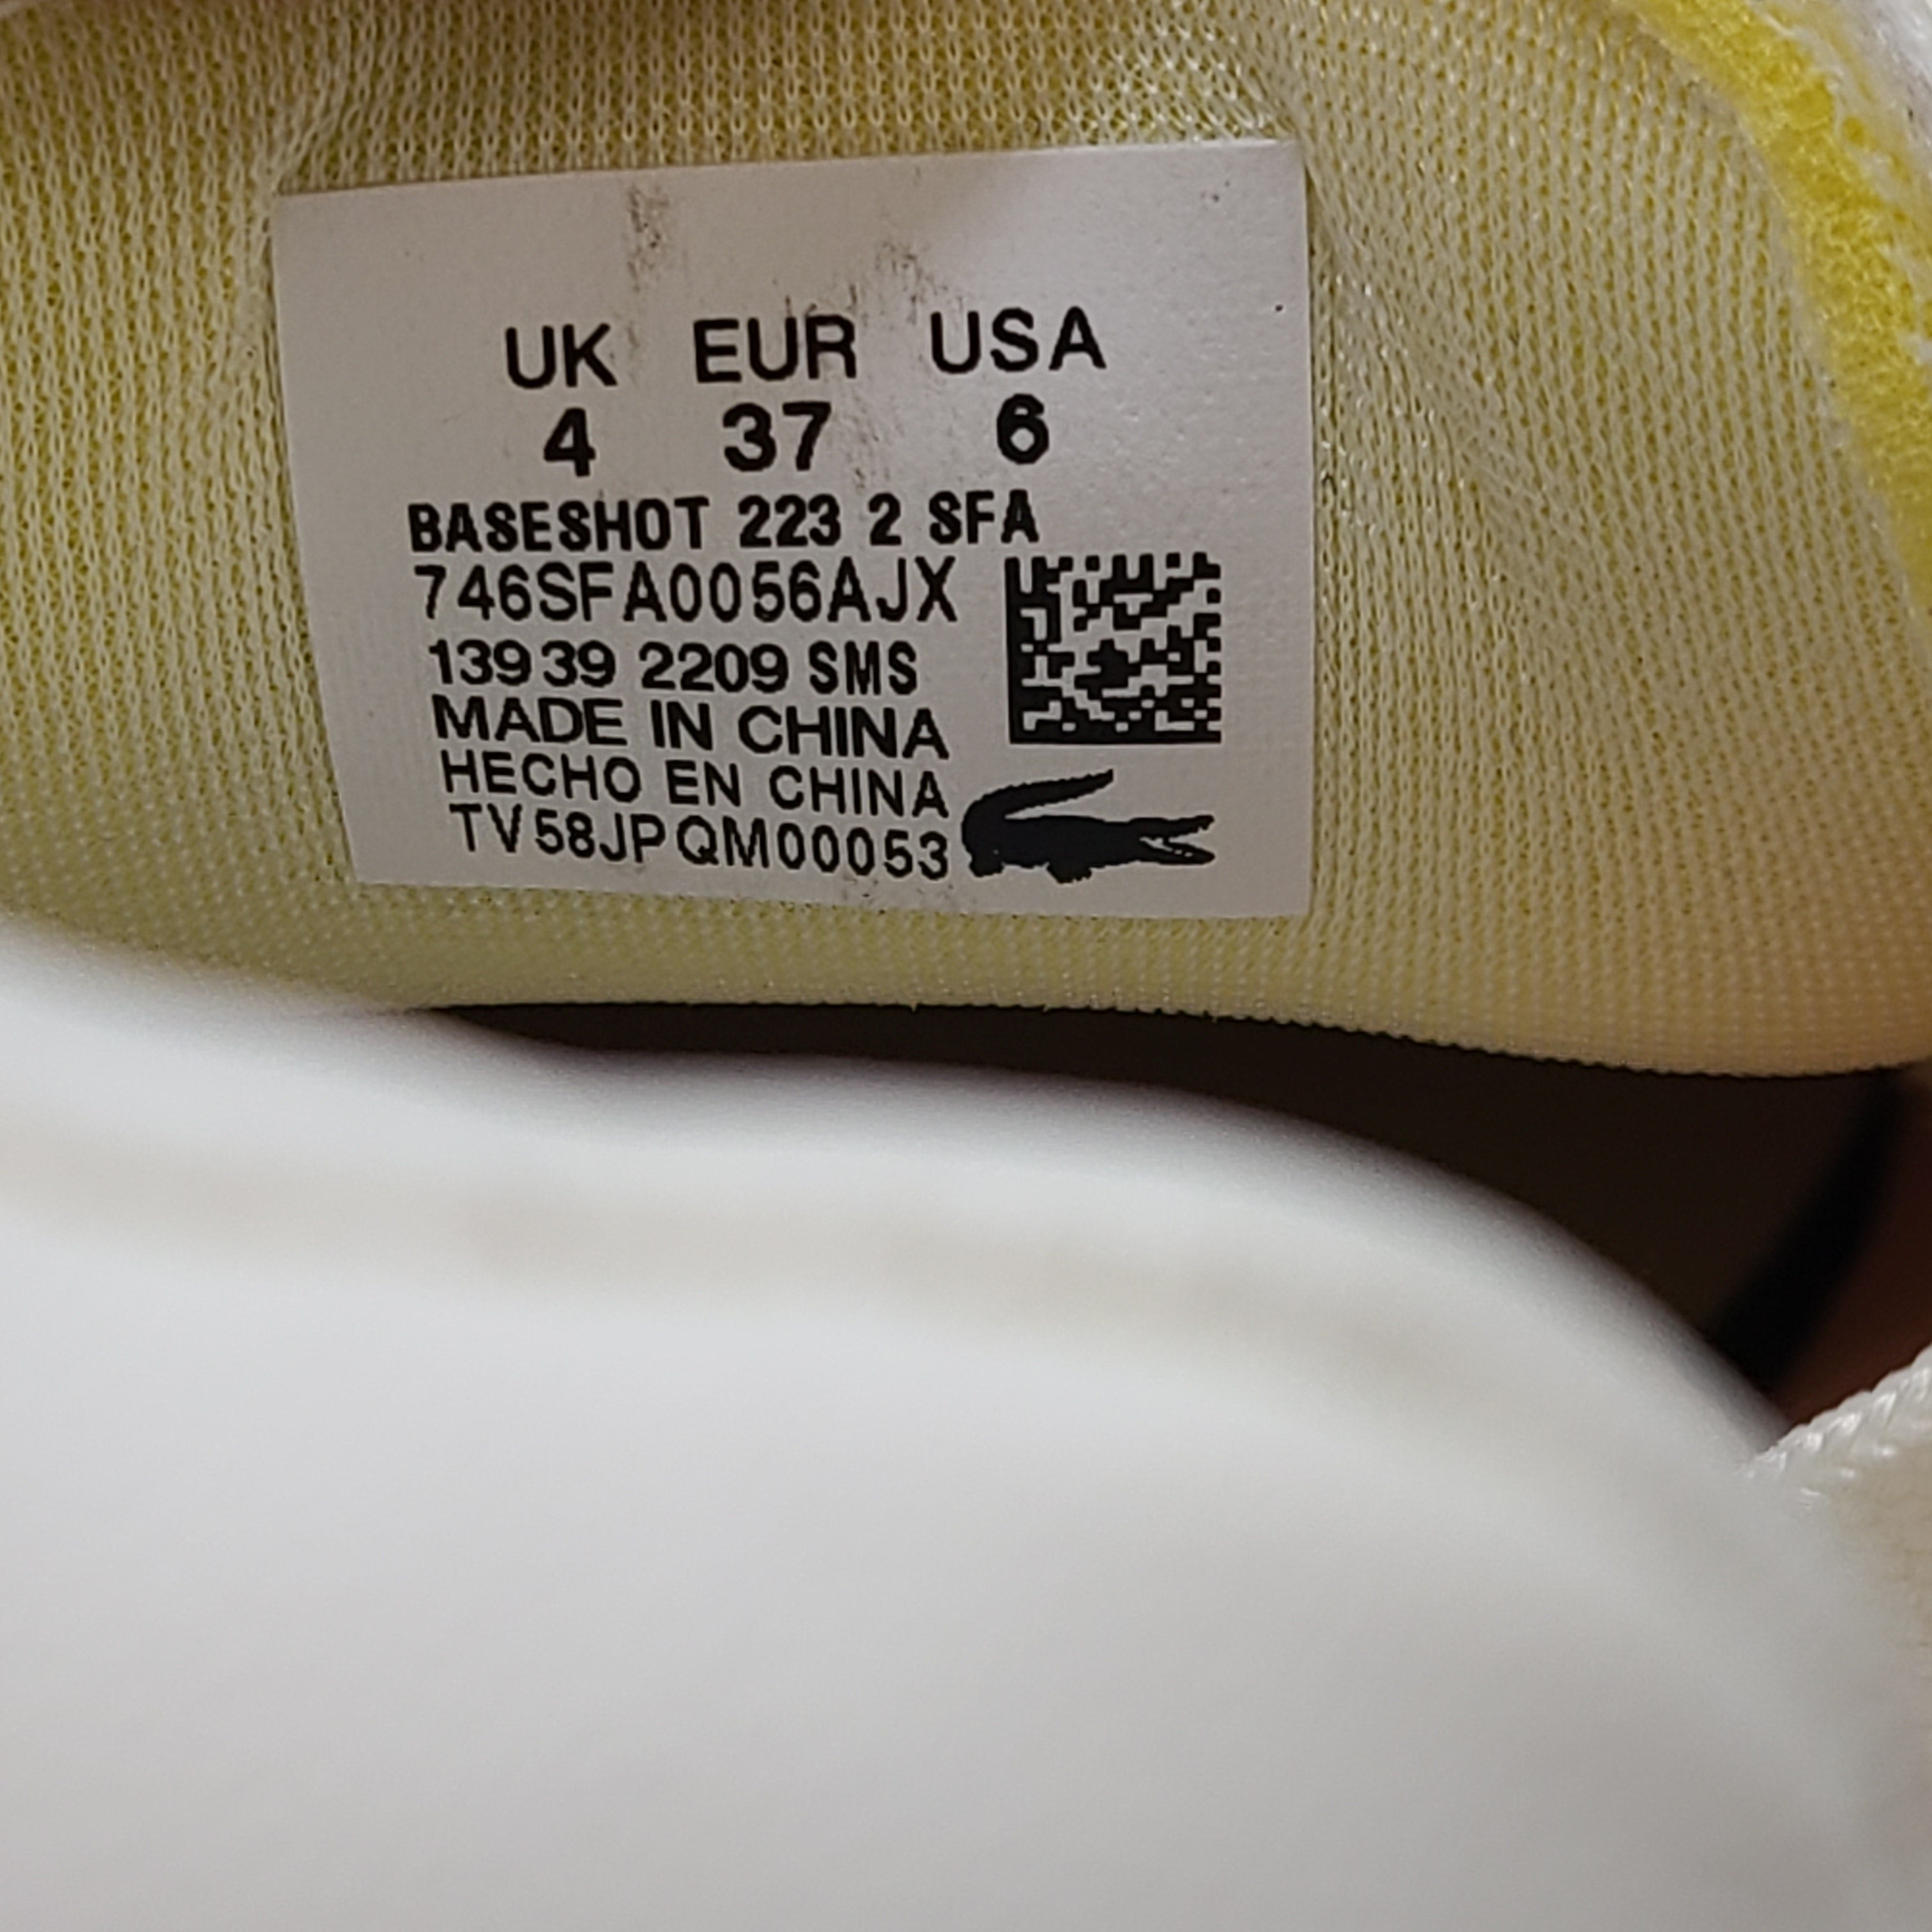 UK EUR USA
4 37 6
BASESHOT 223 2 SFA
746SFA0056AJX
13939 2209 SMS
MADE IN CHINA
HECHO EN CHINA
TV58JPQM00053